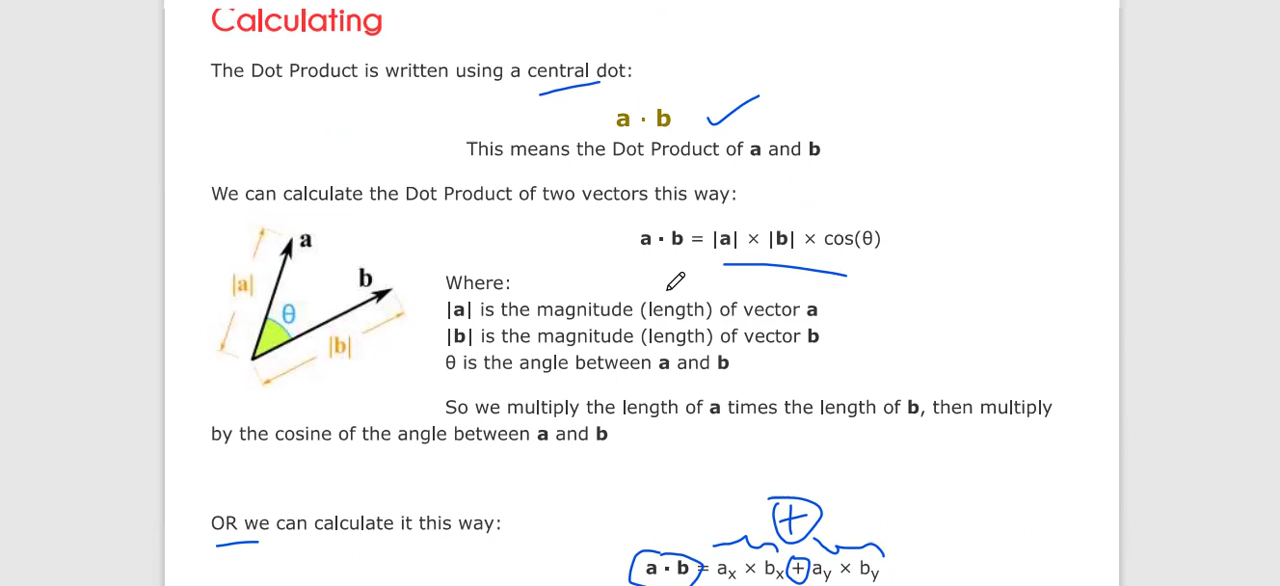 Calculating
The Dot Product is written using a central dot:
a · b
This means the Dot Product of a and b
We can calculate the Dot Product of two vectors this way:
a · b = |a| × |b| × cos(θ)
a
|a|
θ
b
|b|
Where:
|a| is the magnitude (length) of vector a
|b| is the magnitude (length) of vector b
θ is the angle between a and b
So we multiply the length of a times the length of b, then multiply
by the cosine of the angle between a and b
OR we can calculate it this way:
+
a · b = ax × bx + ay × by